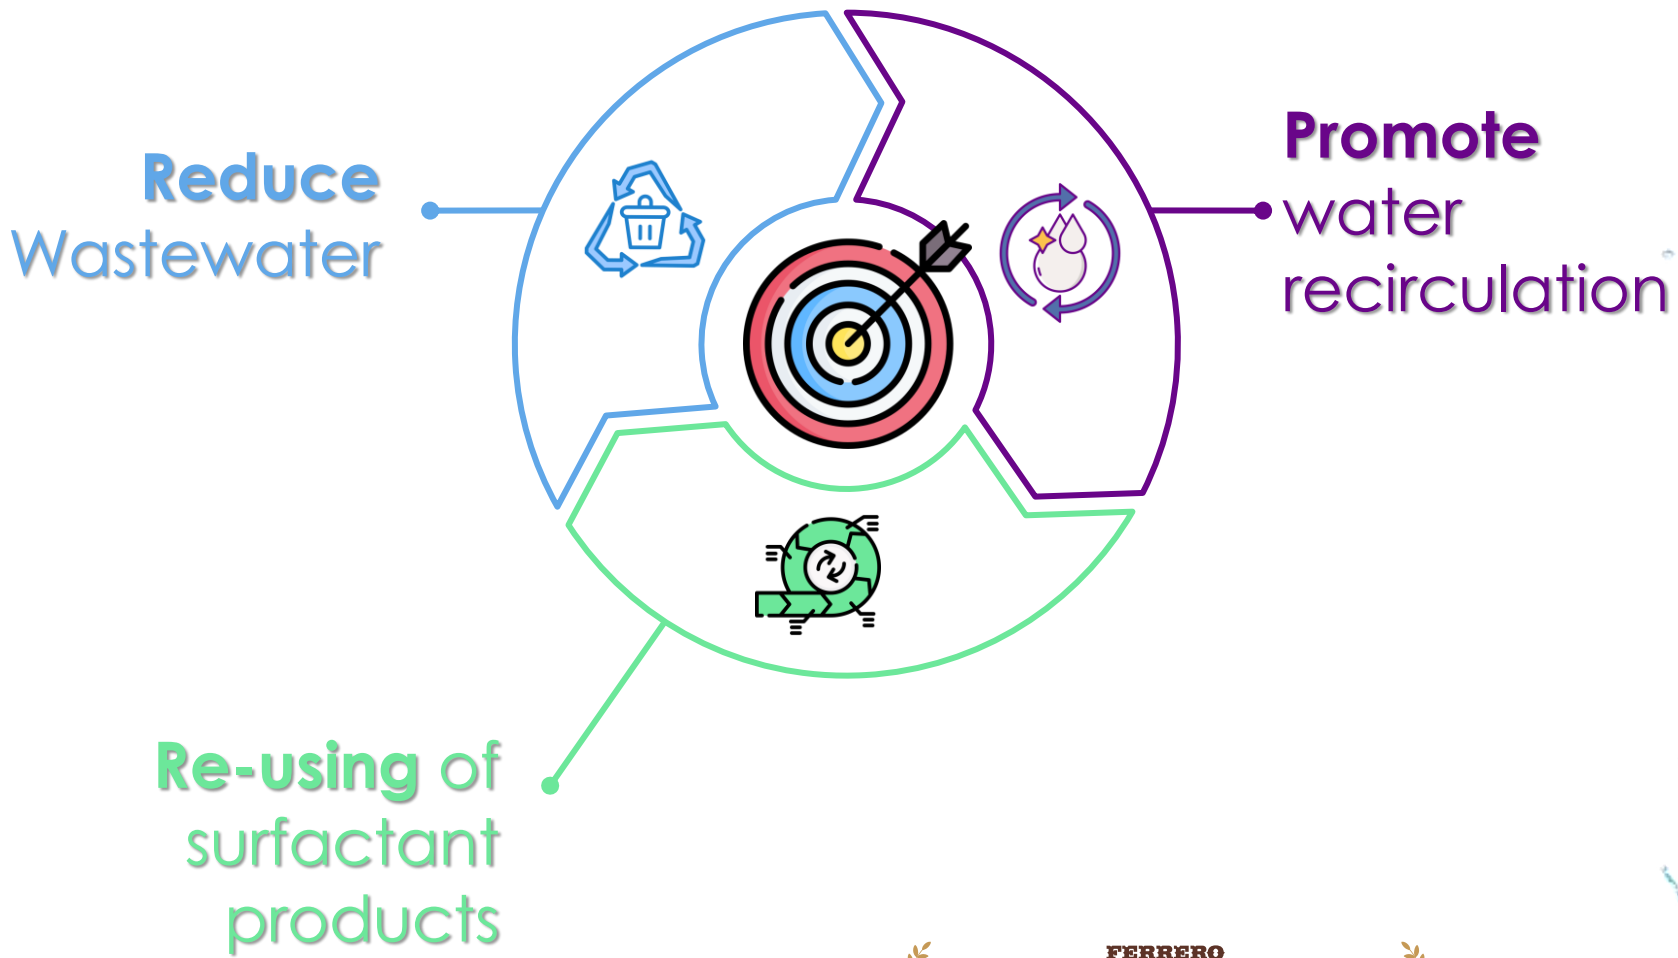 Reduce
Wastewater
Promote
water
recirculation
Re-using of
surfactant
products
FERRERO